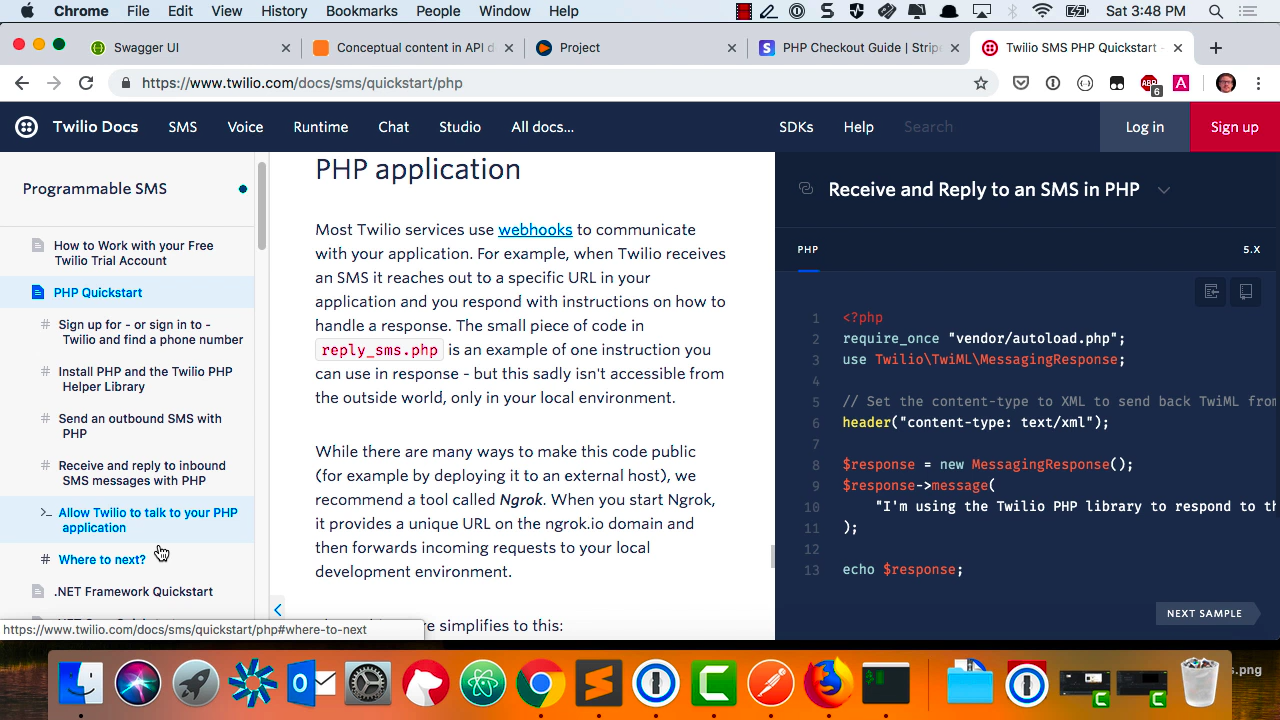 Chrome File Edit View History Bookmarks People Window Help Sat 3:48 PM
Swagger UI Conceptual content in API d Project PHP Checkout Guide | Stripe Twilio SMS PHP Quickstart -
https://www.twilio.com/docs/sms/quickstart/php
6
Twilio Docs SMS Voice Runtime Chat Studio All docs... SDKs Help Search Log in Sign up
Programmable SMS
How to Work with your Free
Twilio Trial Account
PHP Quickstart
# Sign up for - or sign in to -
Twilio and find a phone number
# Install PHP and the Twilio PHP
Helper Library
# Send an outbound SMS with
PHP
# Receive and reply to inbound
SMS messages with PHP
>_ Allow Twilio to talk to your PHP
application
# Where to next?
.NET Framework Quickstart
https://www.twilio.com/docs/sms/quickstart/php#where-to-next
PHP application
Most Twilio services use webhooks to communicate
with your application. For example, when Twilio receives
an SMS it reaches out to a specific URL in your
application and you respond with instructions on how to
handle a response. The small piece of code in
reply_sms.php is an example of one instruction you
can use in response - but this sadly isn't accessible from
the outside world, only in your local environment.
While there are many ways to make this code public
(for example by deploying it to an external host), we
recommend a tool called Ngrok. When you start Ngrok,
it provides a unique URL on the ngrok.io domain and
then forwards incoming requests to your local
development environment.
simplifies to this:
Receive and Reply to an SMS in PHP
PHP 5.X
1 <?php
2 require_once "vendor/autoload.php";
3 use Twilio\TwiML\MessagingResponse;
4
5 // Set the content-type to XML to send back TwiML from
6 header("content-type: text/xml");
7
8 $response = new MessagingResponse();
9 $response->message(
10 "I'm using the Twilio PHP library to respond to th
11 );
12
13 echo $response;
NEXT SAMPLE
s.png